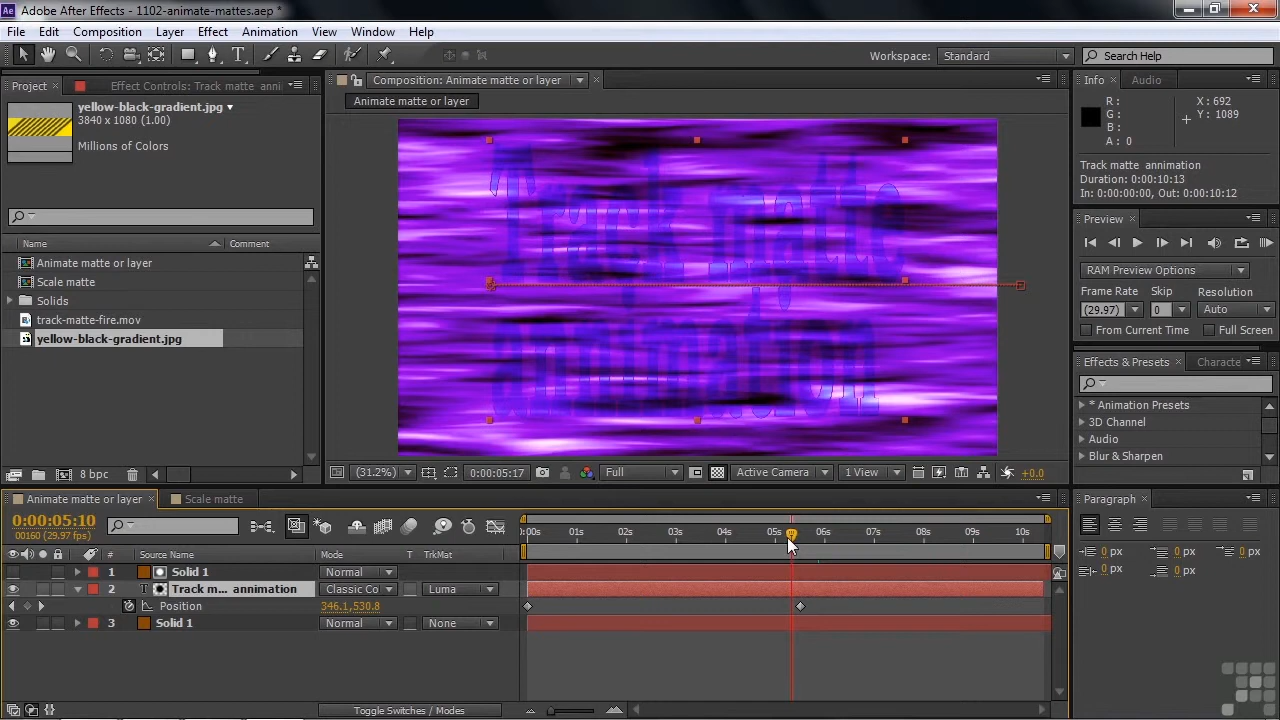 Adobe After Effects - 1102-animate-mattes.aep *
File Edit Composition Layer Effect Animation View Window Help
Workspace: Standard Search Help
Project Effect Controls: Track matte anni
Composition: Animate matte or layer
Info Audio
yellow-black-gradient.jpg
3840 x 1080 (1.00)
Millions of Colors
Animate matte or layer
R:
G:
B:
A: 0
X: 692
Y: 1089
Track matte annimation
Duration: 0:00:10:13
In: 0:00:00:00, Out: 0:00:10:12
Track matte
annimation
Name Comment
Animate matte or layer
Scale matte
Solids
track-matte-fire.mov
yellow-black-gradient.jpg
8 bpc
(31.2%) 0:00:05:17 Full Active Camera 1 View +0.0
Preview
RAM Preview Options
Frame Rate Skip Resolution
(29.97) 0 Auto
From Current Time Full Screen
Effects & Presets Characte
* Animation Presets
3D Channel
Audio
Blur & Sharpen
Animate matte or layer Scale matte
0:00:05:10
00160 (29.97 fps)
:00s 01s 02s 03s 04s 05s 06s 07s 08s 09s 10s
# Source Name Mode T TrkMat
1 Solid 1 Normal
2 Track m... annimation Classic Co Luma
Position 346.1,530.8
3 Solid 1 Normal None
Toggle Switches / Modes
Paragraph
0 px 0 px 0 px
0 px 0 px